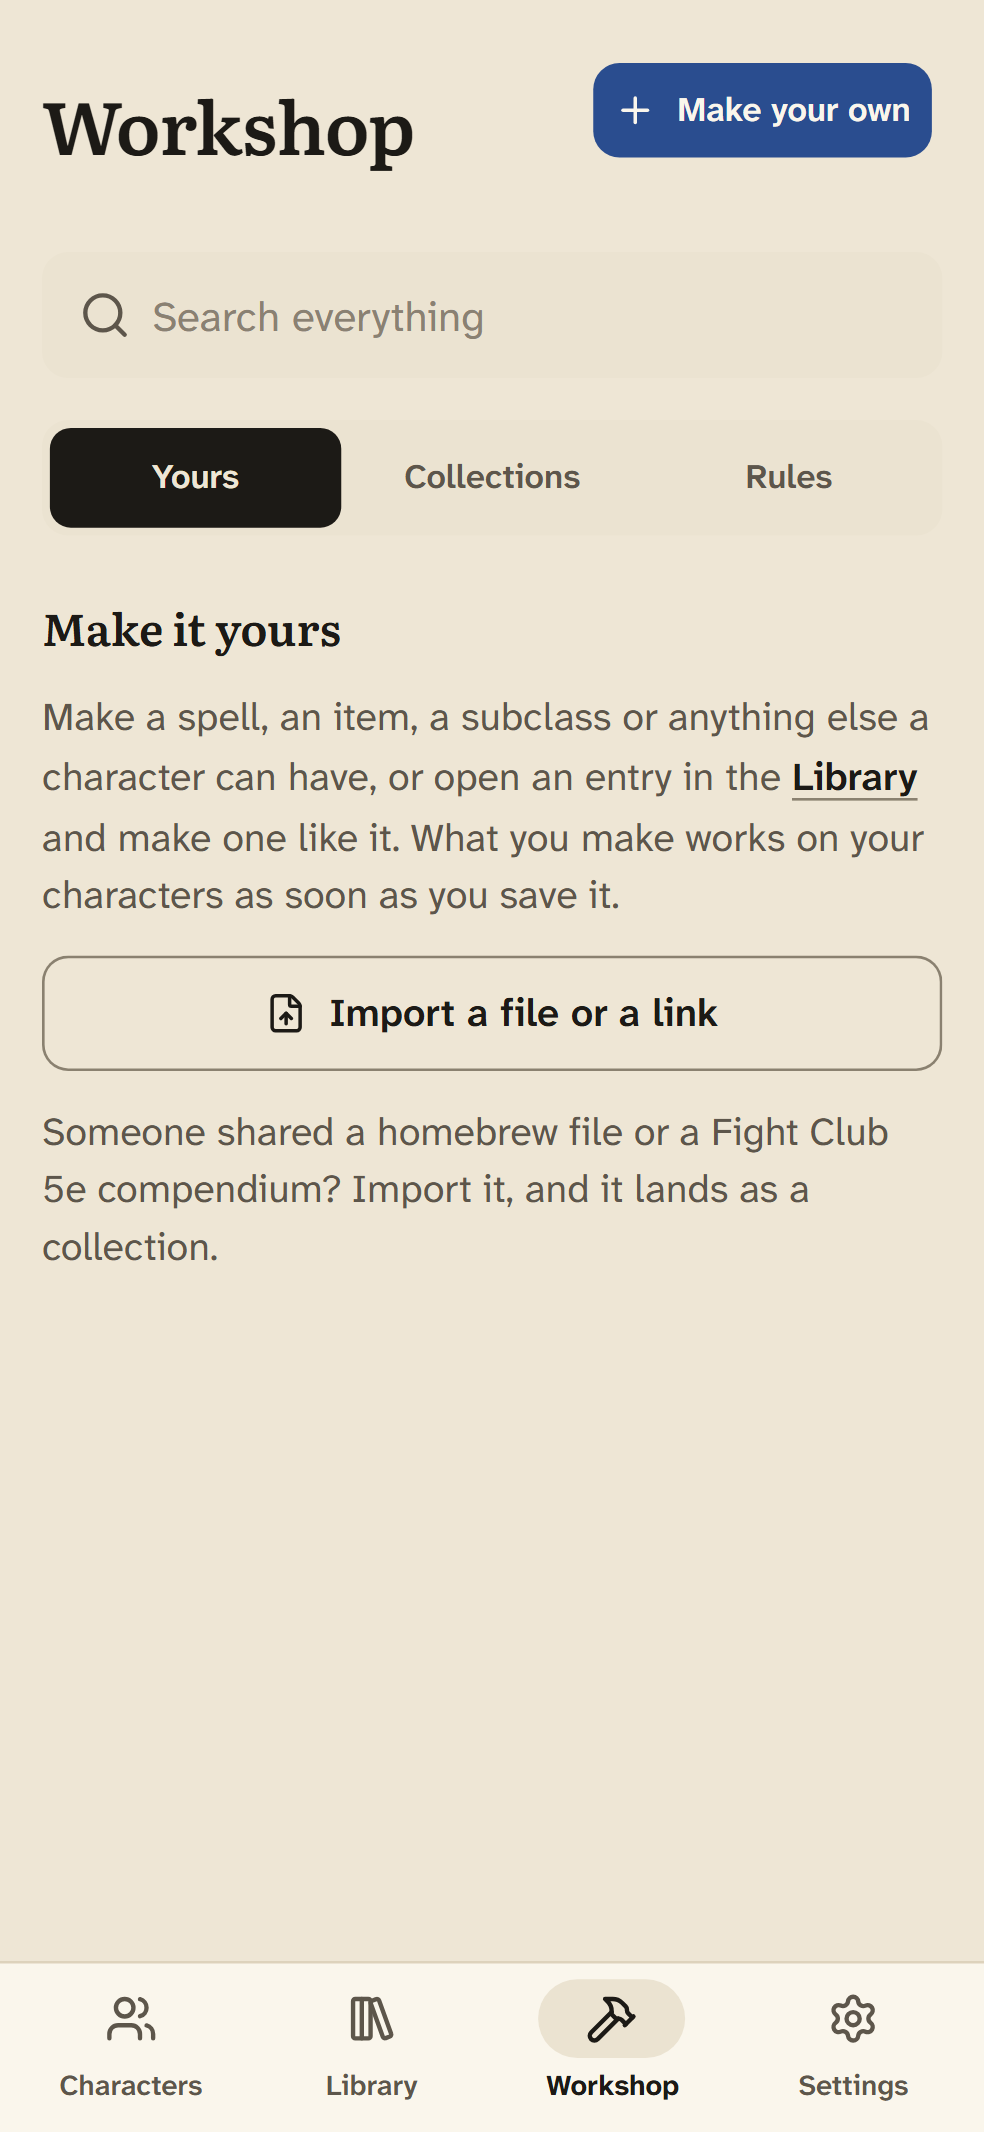 Workshop
Make your own
Search everything
Yours
Collections
Rules
Make it yours
Make a spell, an item, a subclass or anything else a
character can have, or open an entry in the Library
and make one like it. What you make works on your
characters as soon as you save it.
Import a file or a link
Someone shared a homebrew file or a Fight Club
5e compendium? Import it, and it lands as a
collection.
Characters
Library
Workshop
Settings